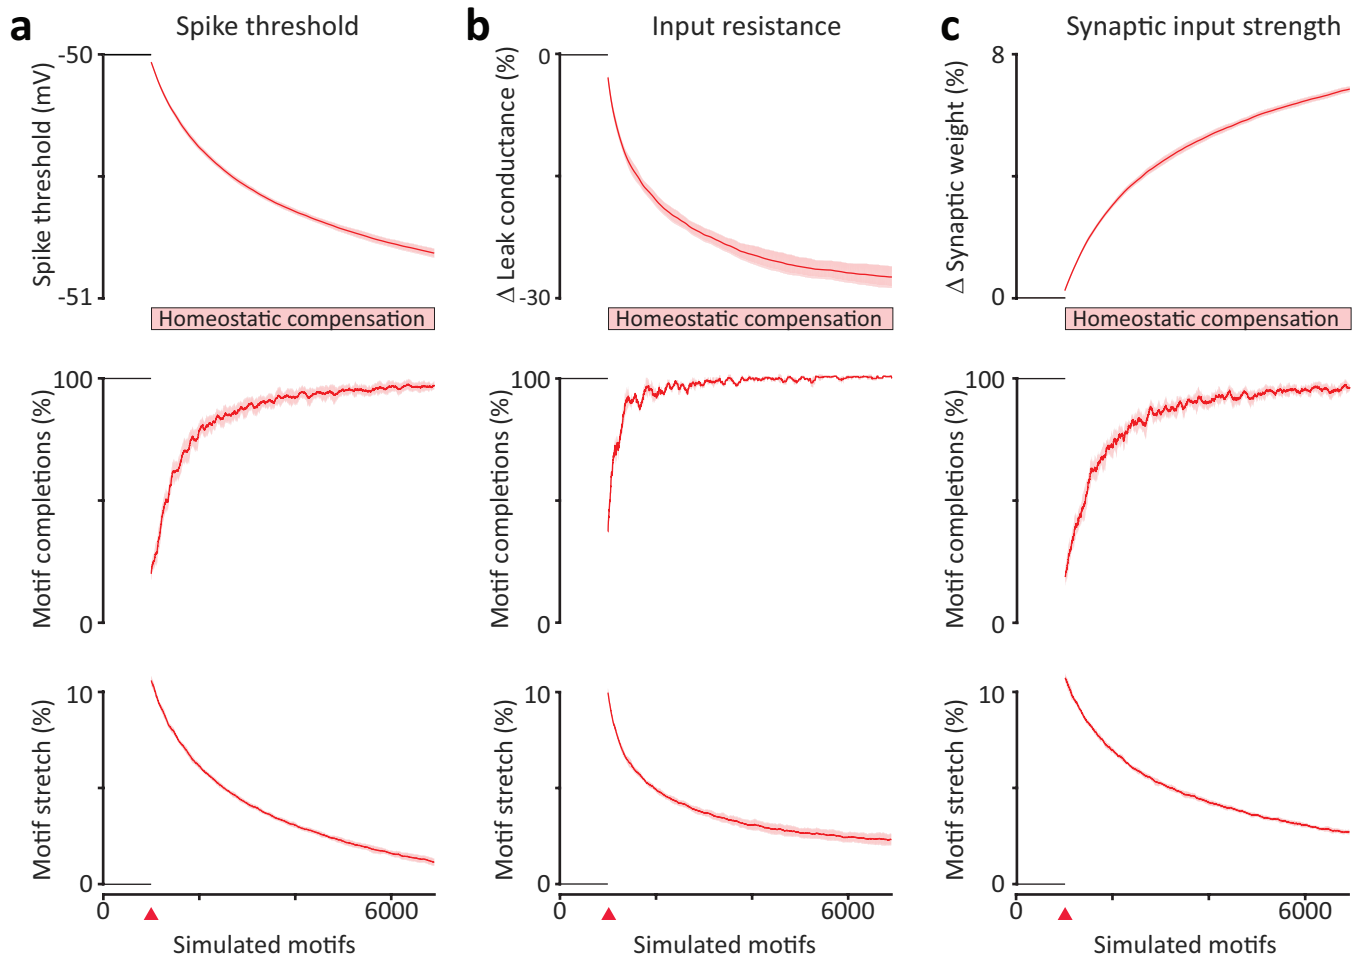 a Spike threshold b Input resistance c Synaptic input strength
-50 0 8
Spike threshold (mV) Δ Leak conductance (%) Δ Synaptic weight (%)
-51 -30 0
Homeostatic compensation Homeostatic compensation Homeostatic compensation
100 100 100
Motif completions (%) Motif completions (%) Motif completions (%)
0 0 0
10 10 10
Motif stretch (%) Motif stretch (%) Motif stretch (%)
0 0 0
0 6000 0 6000 0 6000
Simulated motifs Simulated motifs Simulated motifs